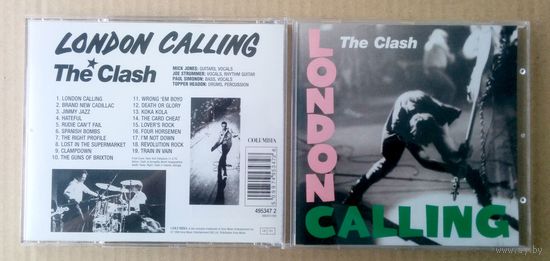 LONDON CALLING
The Clash
MICK JONES: GUITARS, VOCALS
JOE STRUMMER: VOCALS, RHYTHM GUITAR
PAUL SIMONON: BASS, VOCALS
TOPPER HEADON: DRUMS, PERCUSSION
1. LONDON CALLING
2. BRAND NEW CADILLAC
3. JIMMY JAZZ
4. HATEFUL
5. RUDIE CAN'T FAIL
6. SPANISH BOMBS
7. THE RIGHT PROFILE
8. LOST IN THE SUPERMARKET
9. CLAMPDOWN
10. THE GUNS OF BRIXTON
11. WRONG 'EM BOYO
12. DEATH OR GLORY
13. KOKA KOLA
14. THE CARD CHEAT
15. LOVER'S ROCK
16. FOUR HORSEMEN
17. I'M NOT DOWN
18. REVOLUTION ROCK
19. TRAIN IN VAIN
COLUMBIA
495347 2
The Clash
LONDON
CALLING